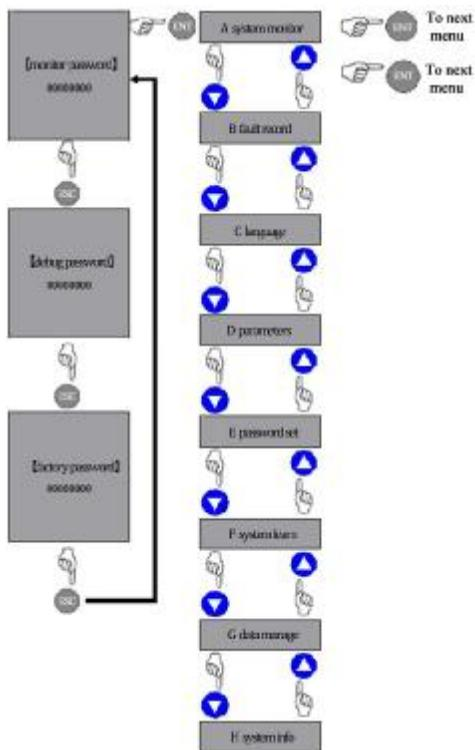 [monitor password]
00000000
ENT
A system monitor
ENT
To next
menu
ENT
To next
menu
B fault record
ESC
C language
[debug password]
00000000
D parameters
ESC
E password set
[factory password]
00000000
F system learn
ESC
G data manage
H system info